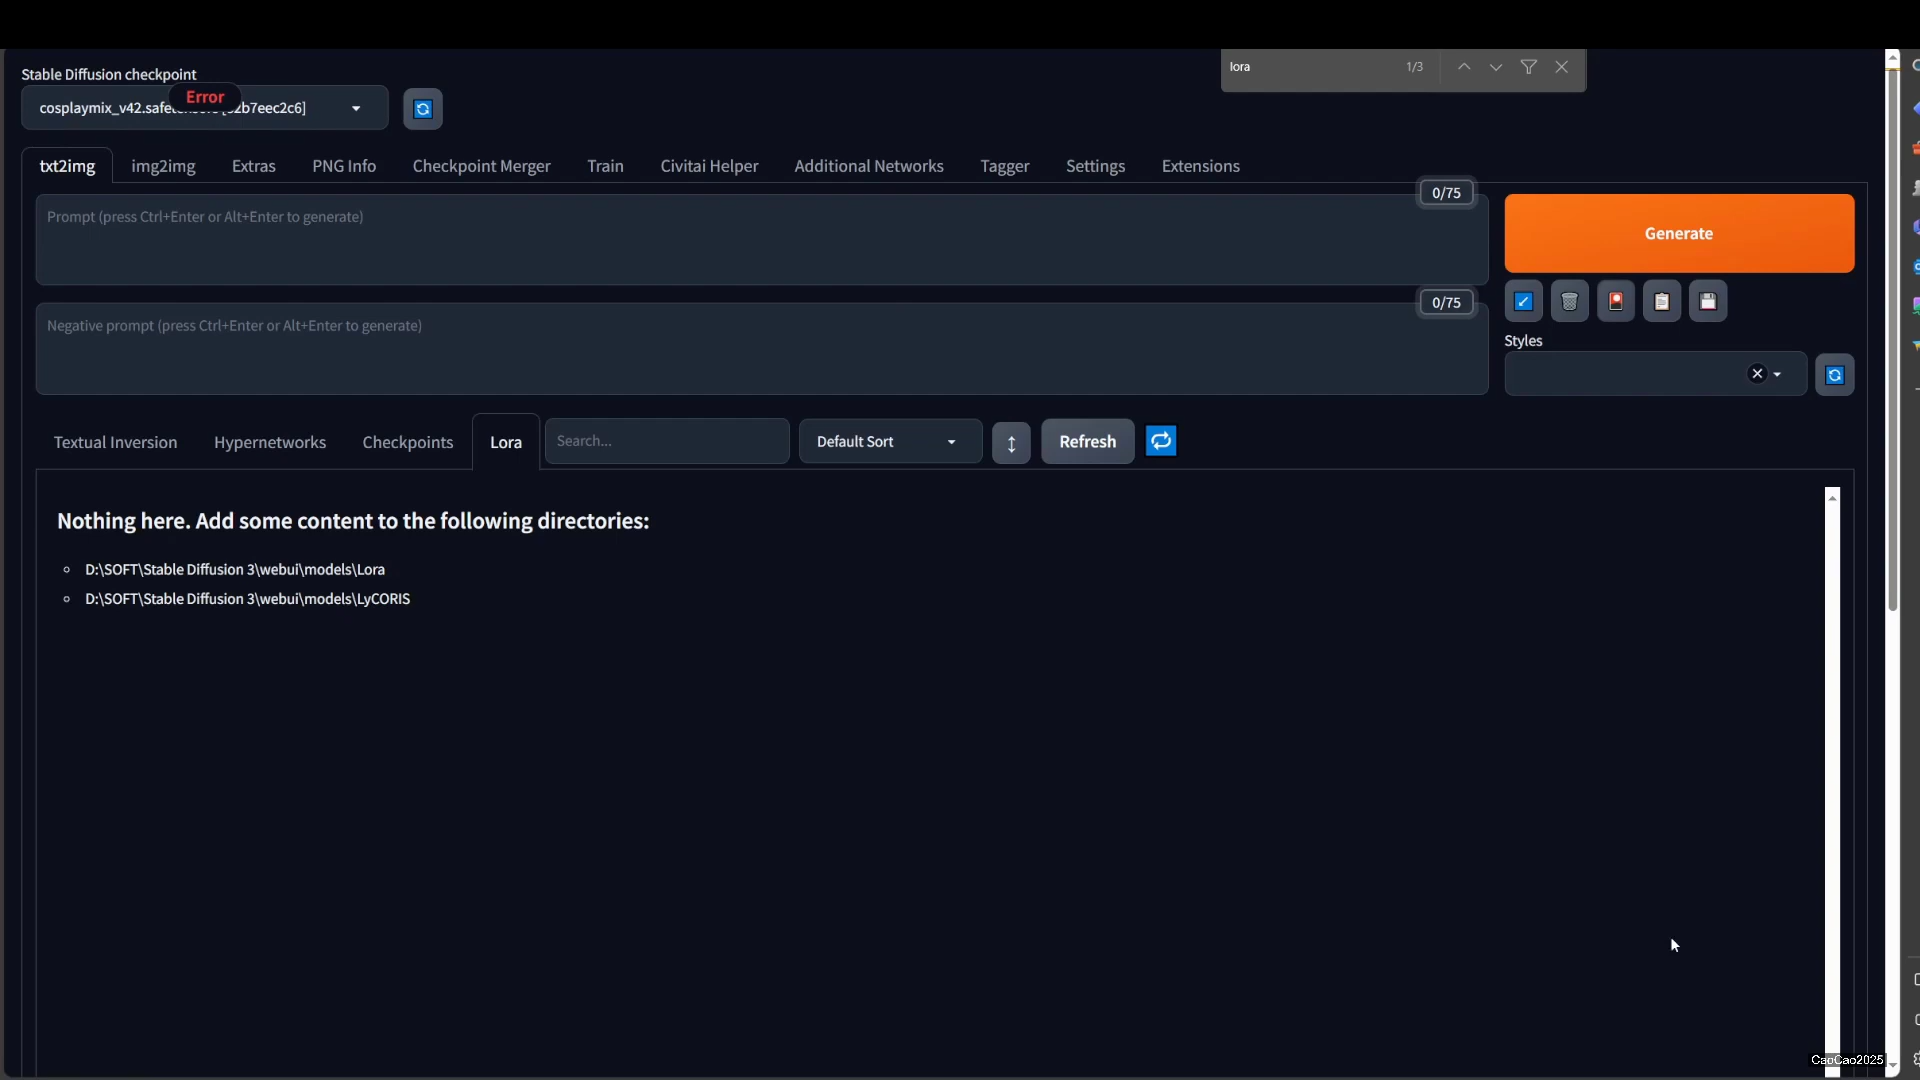 Stable Diffusion checkpoint
lora
1/3
Error
cosplaymix_v42.safe 2b7eec2c6]
txt2img
img2img
Extras
PNG Info
Checkpoint Merger
Train
Civitai Helper
Additional Networks
Tagger
Settings
Extensions
0/75
Prompt (press Ctrl+Enter or Alt+Enter to generate)
Generate
0/75
Negative prompt (press Ctrl+Enter or Alt+Enter to generate)
Styles
Textual Inversion
Hypernetworks
Checkpoints
Lora
Search...
Default Sort
Refresh
Nothing here. Add some content to the following directories:
D:\SOFT\Stable Diffusion 3\webui\models\Lora
D:\SOFT\Stable Diffusion 3\webui\models\LyCORIS
CaoCao2025